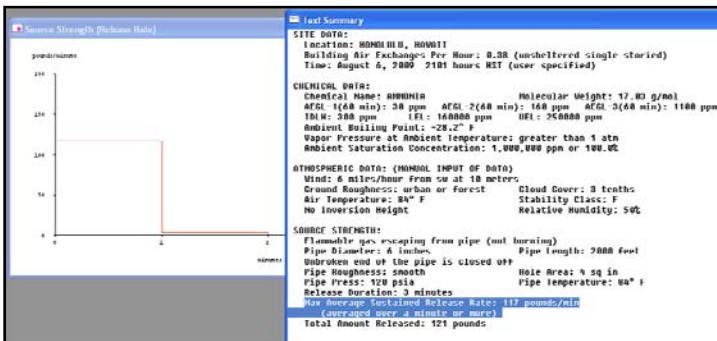 Source Strength (Release Rate)
pounds/minute
200
150
100
50
0
minutes
Text Summary
SITE DATA:
Location: HONOLULU, HAWAII
Building Air Exchanges Per Hour: 0.38 (unsheltered single storied)
Time: August 6, 2009 2101 hours HST (user specified)
CHEMICAL DATA:
Chemical Name: AMMONIA Molecular Weight: 17.03 g/mol
AEGL-1(60 min): 30 ppm AEGL-2(60 min): 160 ppm AEGL-3(60 min): 1100 ppm
IDLH: 300 ppm LEL: 160000 ppm UEL: 250000 ppm
Ambient Boiling Point: -28.2° F
Vapor Pressure at Ambient Temperature: greater than 1 atm
Ambient Saturation Concentration: 1,000,000 ppm or 100.0%
ATMOSPHERIC DATA: (MANUAL INPUT OF DATA)
Wind: 6 miles/hour from sw at 10 meters
Ground Roughness: urban or forest Cloud Cover: 3 tenths
Air Temperature: 84° F Stability Class: F
No Inversion Height Relative Humidity: 50%
SOURCE STRENGTH:
Flammable gas escaping from pipe (not burning)
Pipe Diameter: 6 inches Pipe Length: 2000 feet
Unbroken end of the pipe is closed off
Pipe Roughness: smooth Hole Area: 4 sq in
Pipe Press: 120 psia Pipe Temperature: 84° F
Release Duration: 3 minutes
Max Average Sustained Release Rate: 117 pounds/min
(averaged over a minute or more)
Total Amount Released: 121 pounds